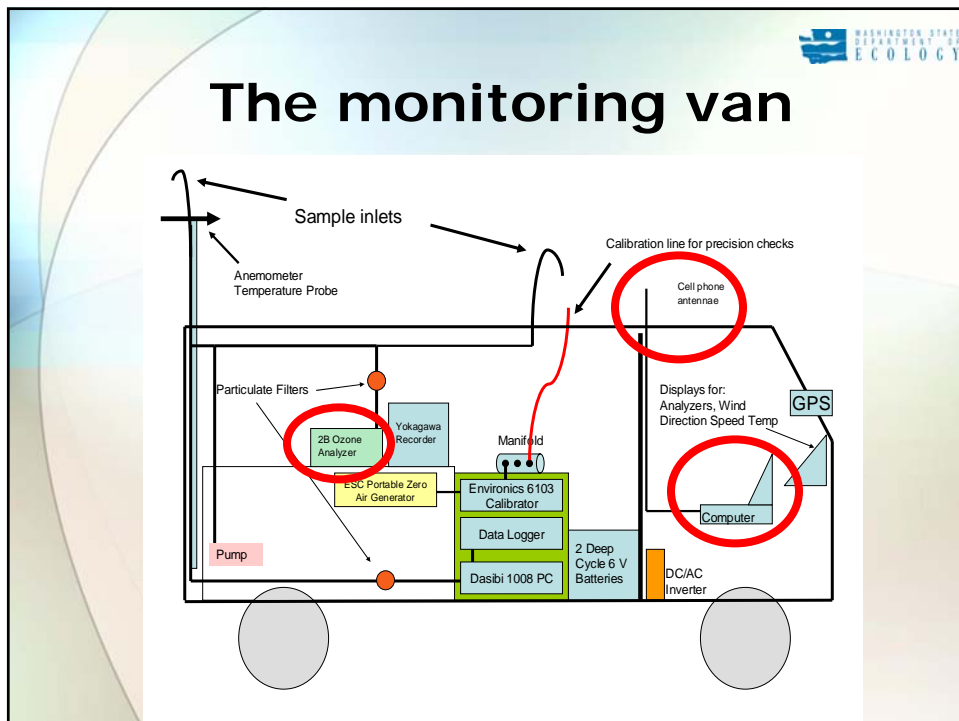 WASHINGTON STATE
DEPARTMENT OF
ECOLOGY
The monitoring van
Sample inlets
Calibration line for precision checks
Anemometer
Temperature Probe
Cell phone
antennae
Particulate Filters
Displays for:
Analyzers, Wind
Direction Speed Temp
GPS
2B Ozone
Analyzer
Yokagawa
Recorder
Manifold
ESC Portable Zero
Air Generator
Environics 6103
Calibrator
Computer
Data Logger
Pump
2 Deep
Cycle 6 V
Batteries
Dasibi 1008 PC
DC/AC
Inverter